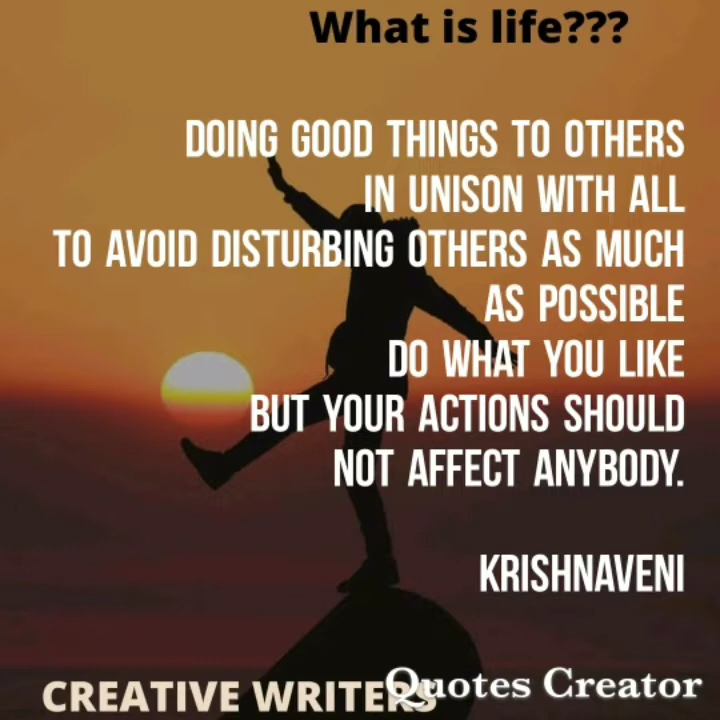 What is life???
DOING GOOD THINGS TO OTHERS
IN UNISON WITH ALL
TO AVOID DISTURBING OTHERS AS MUCH
AS POSSIBLE
DO WHAT YOU LIKE
BUT YOUR ACTIONS SHOULD
NOT AFFECT ANYBODY.
KRISHNAVENI
CREATIVE WRITERS
Quotes Creator